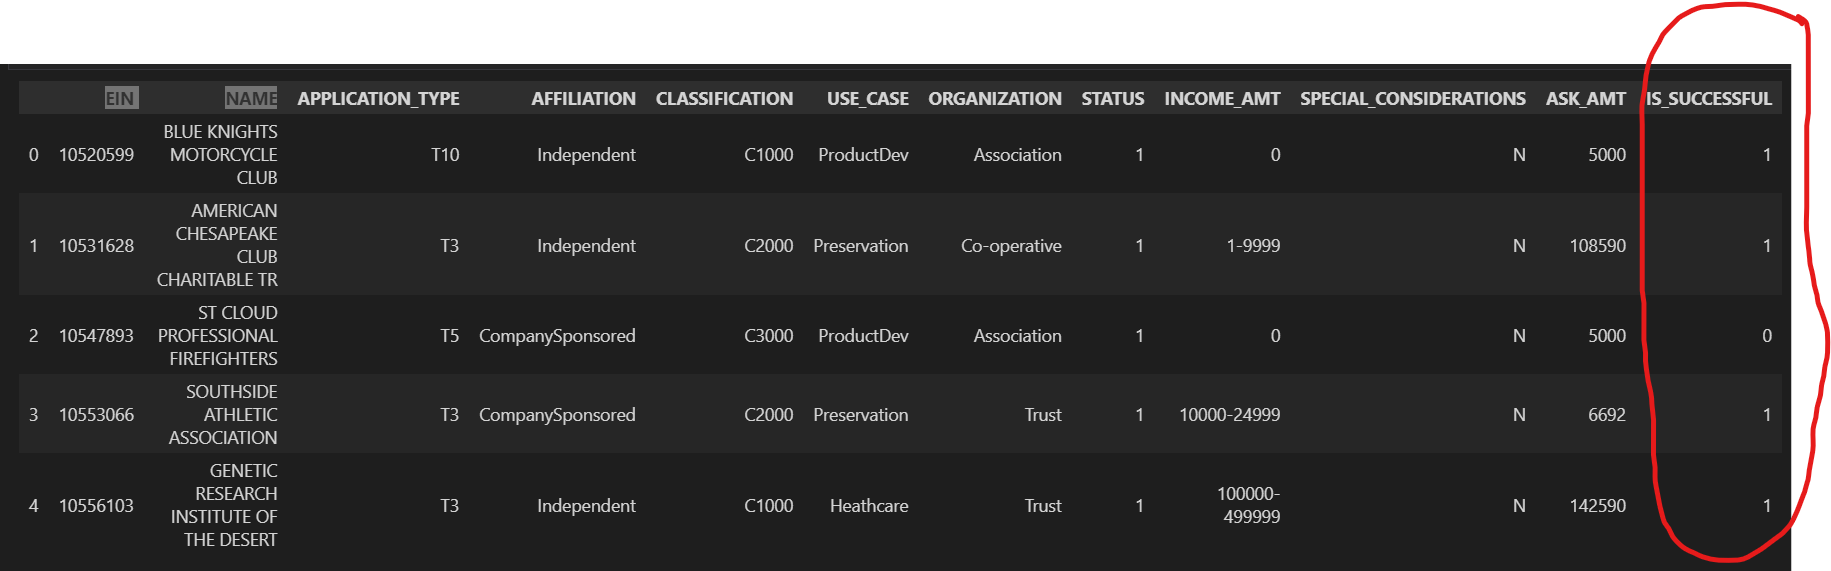 EIN NAME APPLICATION_TYPE AFFILIATION CLASSIFICATION USE_CASE ORGANIZATION STATUS INCOME_AMT SPECIAL_CONSIDERATIONS ASK_AMT IS_SUCCESSFUL
BLUE KNIGHTS
0 10520599 MOTORCYCLE T10 Independent C1000 ProductDev Association 1 0 N 5000 1
CLUB
AMERICAN
CHESAPEAKE
1 10531628 T3 Independent C2000 Preservation Co-operative 1 1-9999 N 108590 1
CLUB
CHARITABLE TR
ST CLOUD
2 10547893 PROFESSIONAL T5 CompanySponsored C3000 ProductDev Association 1 0 N 5000 0
FIREFIGHTERS
SOUTHSIDE
3 10553066 ATHLETIC T3 CompanySponsored C2000 Preservation Trust 1 10000-24999 N 6692 1
ASSOCIATION
GENETIC
RESEARCH
100000-
4 10556103 T3 Independent C1000 Heathcare Trust 1 N 142590 1
INSTITUTE OF
499999
THE DESERT